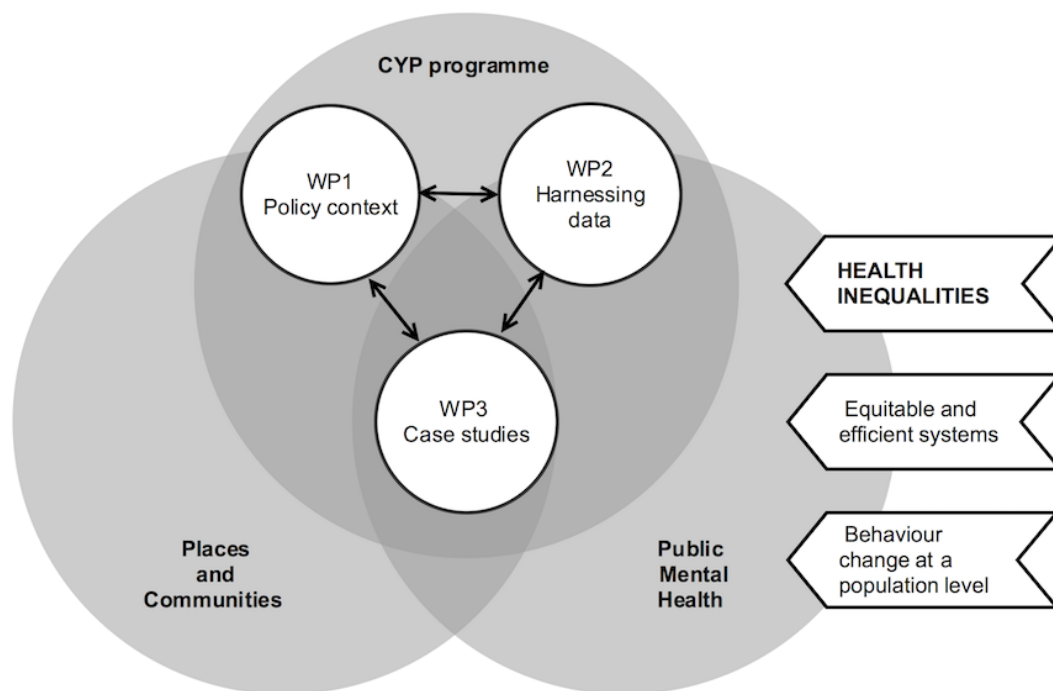 CYP programme
WP1
Policy context
WP2
Harnessing
data
WP3
Case studies
Places
and
Communities
Public
Mental
Health
HEALTH
INEQUALITIES
Equitable and
efficient systems
Behaviour
change at a
population level